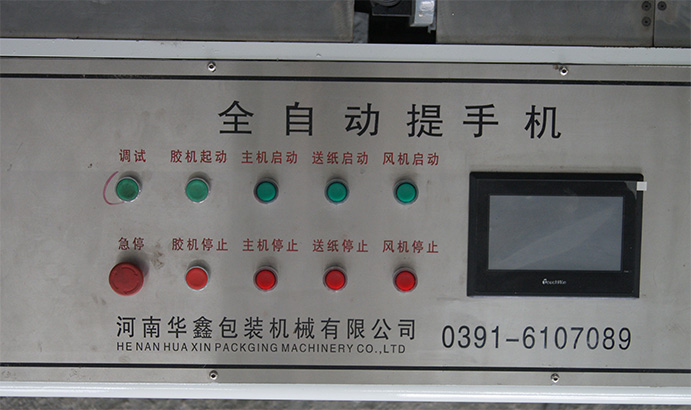 全自动提手机
调试 胶机起动 主机启动 送纸启动 风机启动
急停 胶机停止 主机停止 送纸停止 风机停止
TouchWin
河南华鑫包装机械有限公司
HE NAN HUA XIN PACKGING MACHINERY CO.,LTD
0391-6107089